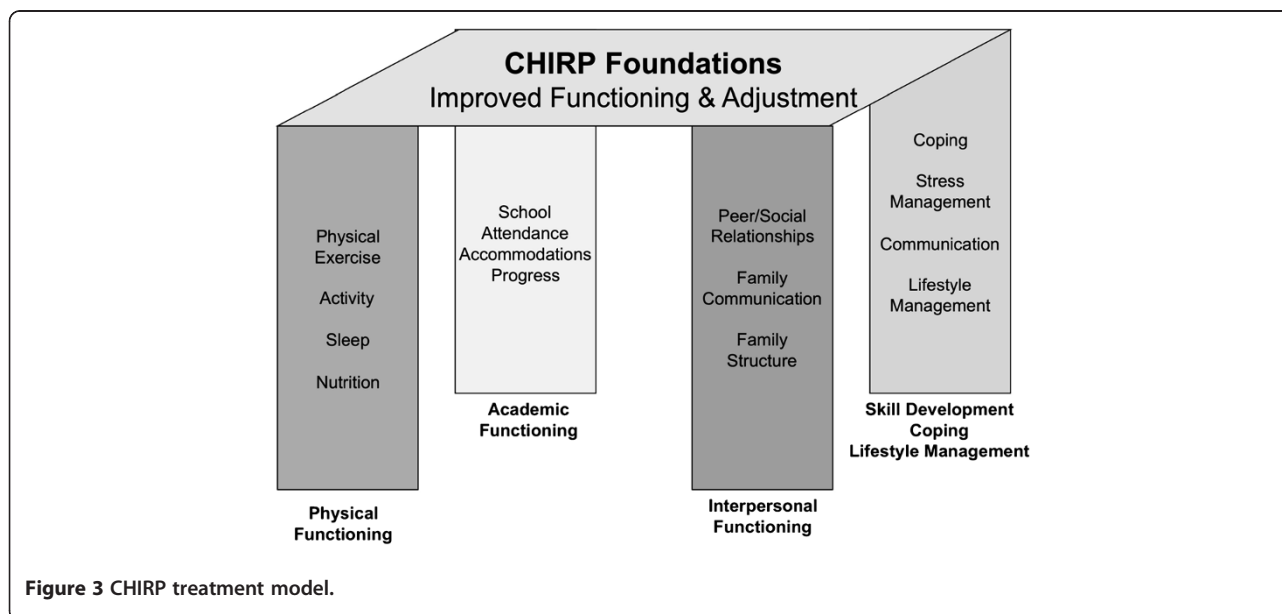 CHIRP Foundations
Improved Functioning & Adjustment
Physical
Exercise
Activity
Sleep
Nutrition
Physical
Functioning
School
Attendance
Accommodations
Progress
Academic
Functioning
Peer/Social
Relationships
Family
Communication
Family
Structure
Interpersonal
Functioning
Coping
Stress
Management
Communication
Lifestyle
Management
Skill Development
Coping
Lifestyle Management
Figure 3 CHIRP treatment model.